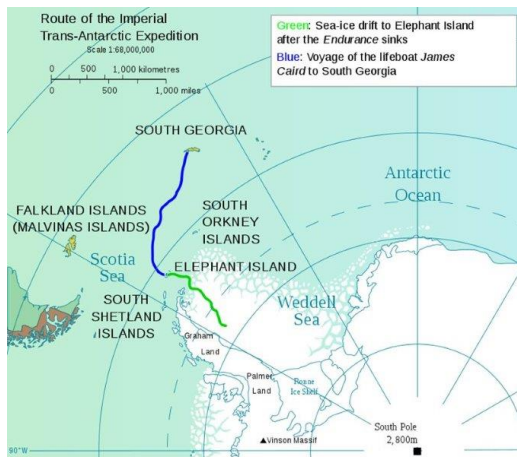 Route of the Imperial
Trans-Antarctic Expedition
Scale 1:68,000,000
0 500 1,000 kilometres
0 500 1,000 miles
Green: Sea-ice drift to Elephant Island
after the Endurance sinks
Blue: Voyage of the lifeboat James
Caird to South Georgia
SOUTH GEORGIA
Antarctic
Ocean
FALKLAND ISLANDS
(MALVINAS ISLANDS)
SOUTH
ORKNEY
ISLANDS
Scotia
Sea
ELEPHANT ISLAND
SOUTH
SHETLAND
ISLANDS
Weddell
Sea
Graham
Land
Palmer
Land
Ronne
Ice Shelf
South Pole
2,800m
Vinson Massif
90°W